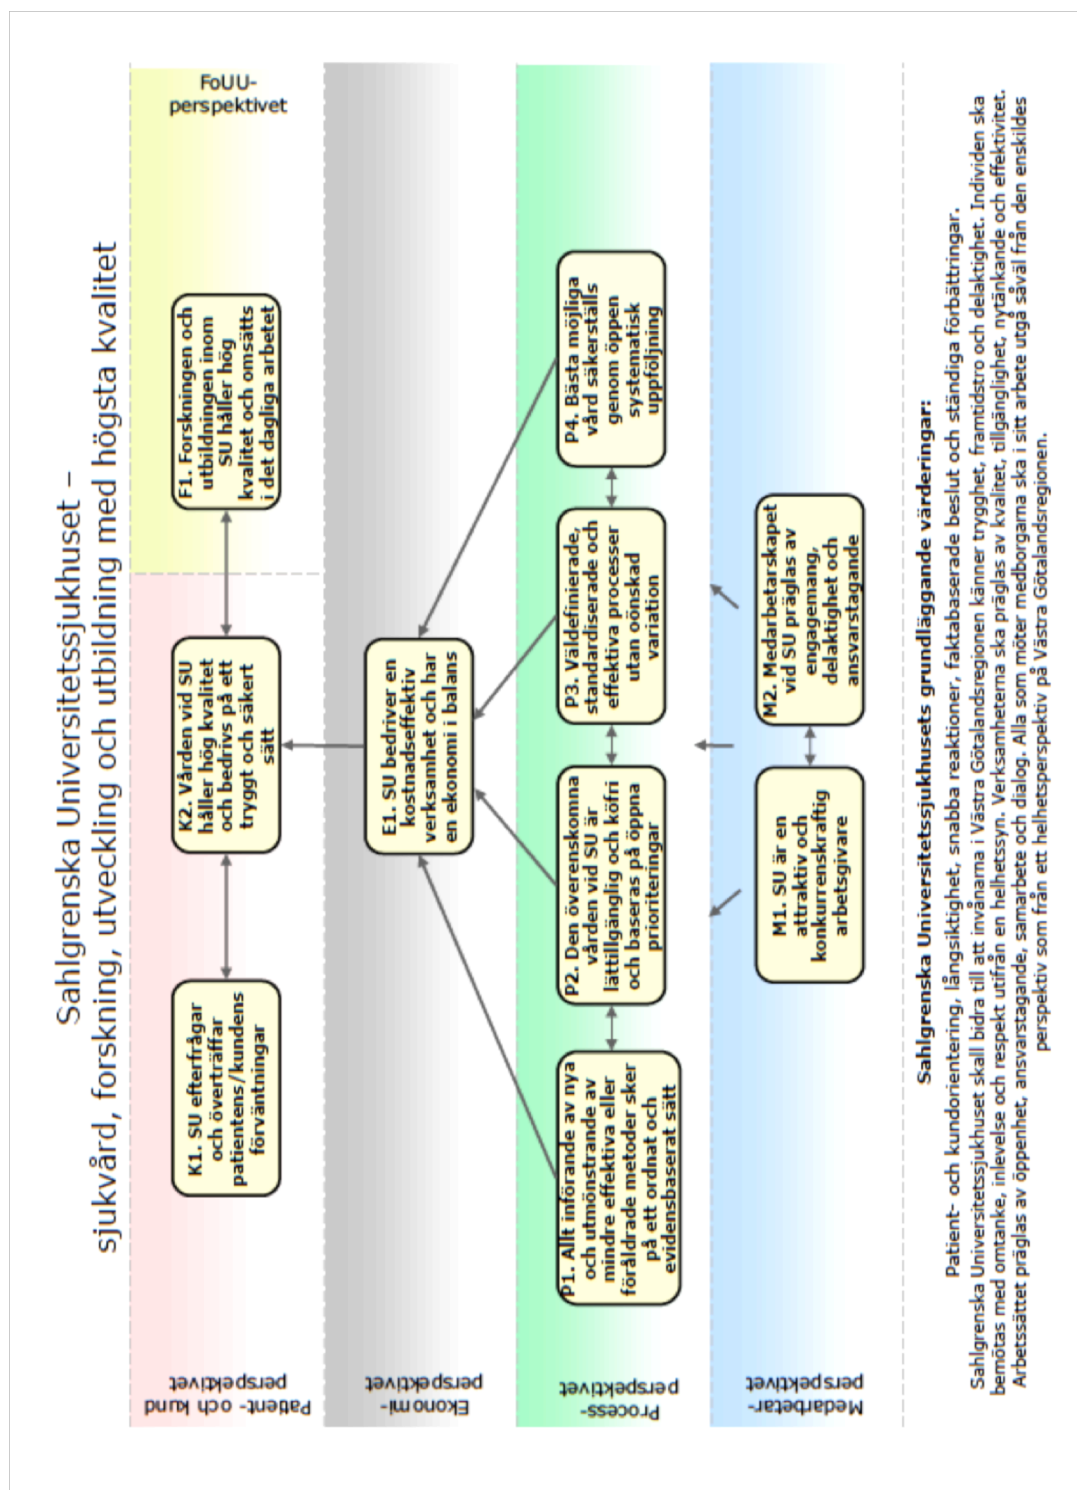 Sahlgrenska Universitetssjukhuset –
sjukvård, forskning, utveckling och utbildning med högsta kvalitet
Patient- och kund
perspektivet
K1. SU efterfrågar
och överträffar
patientens/kundens
förväntningar
K2. Vården vid SU
håller hög kvalitet
och bedrivs på ett
tryggt och säkert
sätt
F1. Forskningen och
utbildningen inom
SU håller hög
kvalitet och omsätts
i det dagliga arbetet
FoUU-
perspektivet
Ekonomi-
perspektivet
E1. SU bedriver en
kostnadseffektiv
verksamhet och har
en ekonomi i balans
Process-
perspektivet
P1. Allt införande av nya
och utmönstrande av
mindre effektiva eller
föråldrade metoder sker
på ett ordnat och
evidensbaserat sätt
P2. Den överenskomna
vården vid SU är
lättillgänglig och köfri
och baseras på öppna
prioriteringar
P3. Väldefinierade,
standardiserade och
effektiva processer
utan oönskad
variation
P4. Bästa möjliga
vård säkerställs
genom öppen
systematisk
uppföljning
Medarbetar-
perspektivet
M1. SU är en
attraktiv och
konkurrenskraftig
arbetsgivare
M2. Medarbetarskapet
vid SU präglas av
engagemang,
delaktighet och
ansvarstagande
Sahlgrenska Universitetssjukhusets grundläggande värderingar:
Patient- och kundorientering, långsiktighet, snabba reaktioner, faktabaserade beslut och ständiga förbättringar.
Sahlgrenska Universitetssjukhuset skall bidra till att invånarna i Västra Götalandsregionen känner trygghet, framtidstro och delaktighet. Individen ska
bemötas med omtanke, inlevelse och respekt utifrån en helhetssyn. Verksamheterna ska präglas av kvalitet, tillgänglighet, nytänkande och effektivitet.
Arbetssättet präglas av öppenhet, ansvarstagande, samarbete och dialog. Alla som möter medborgarna ska i sitt arbete utgå såväl från den enskildes
perspektiv som från ett helhetsperspektiv på Västra Götalandsregionen.